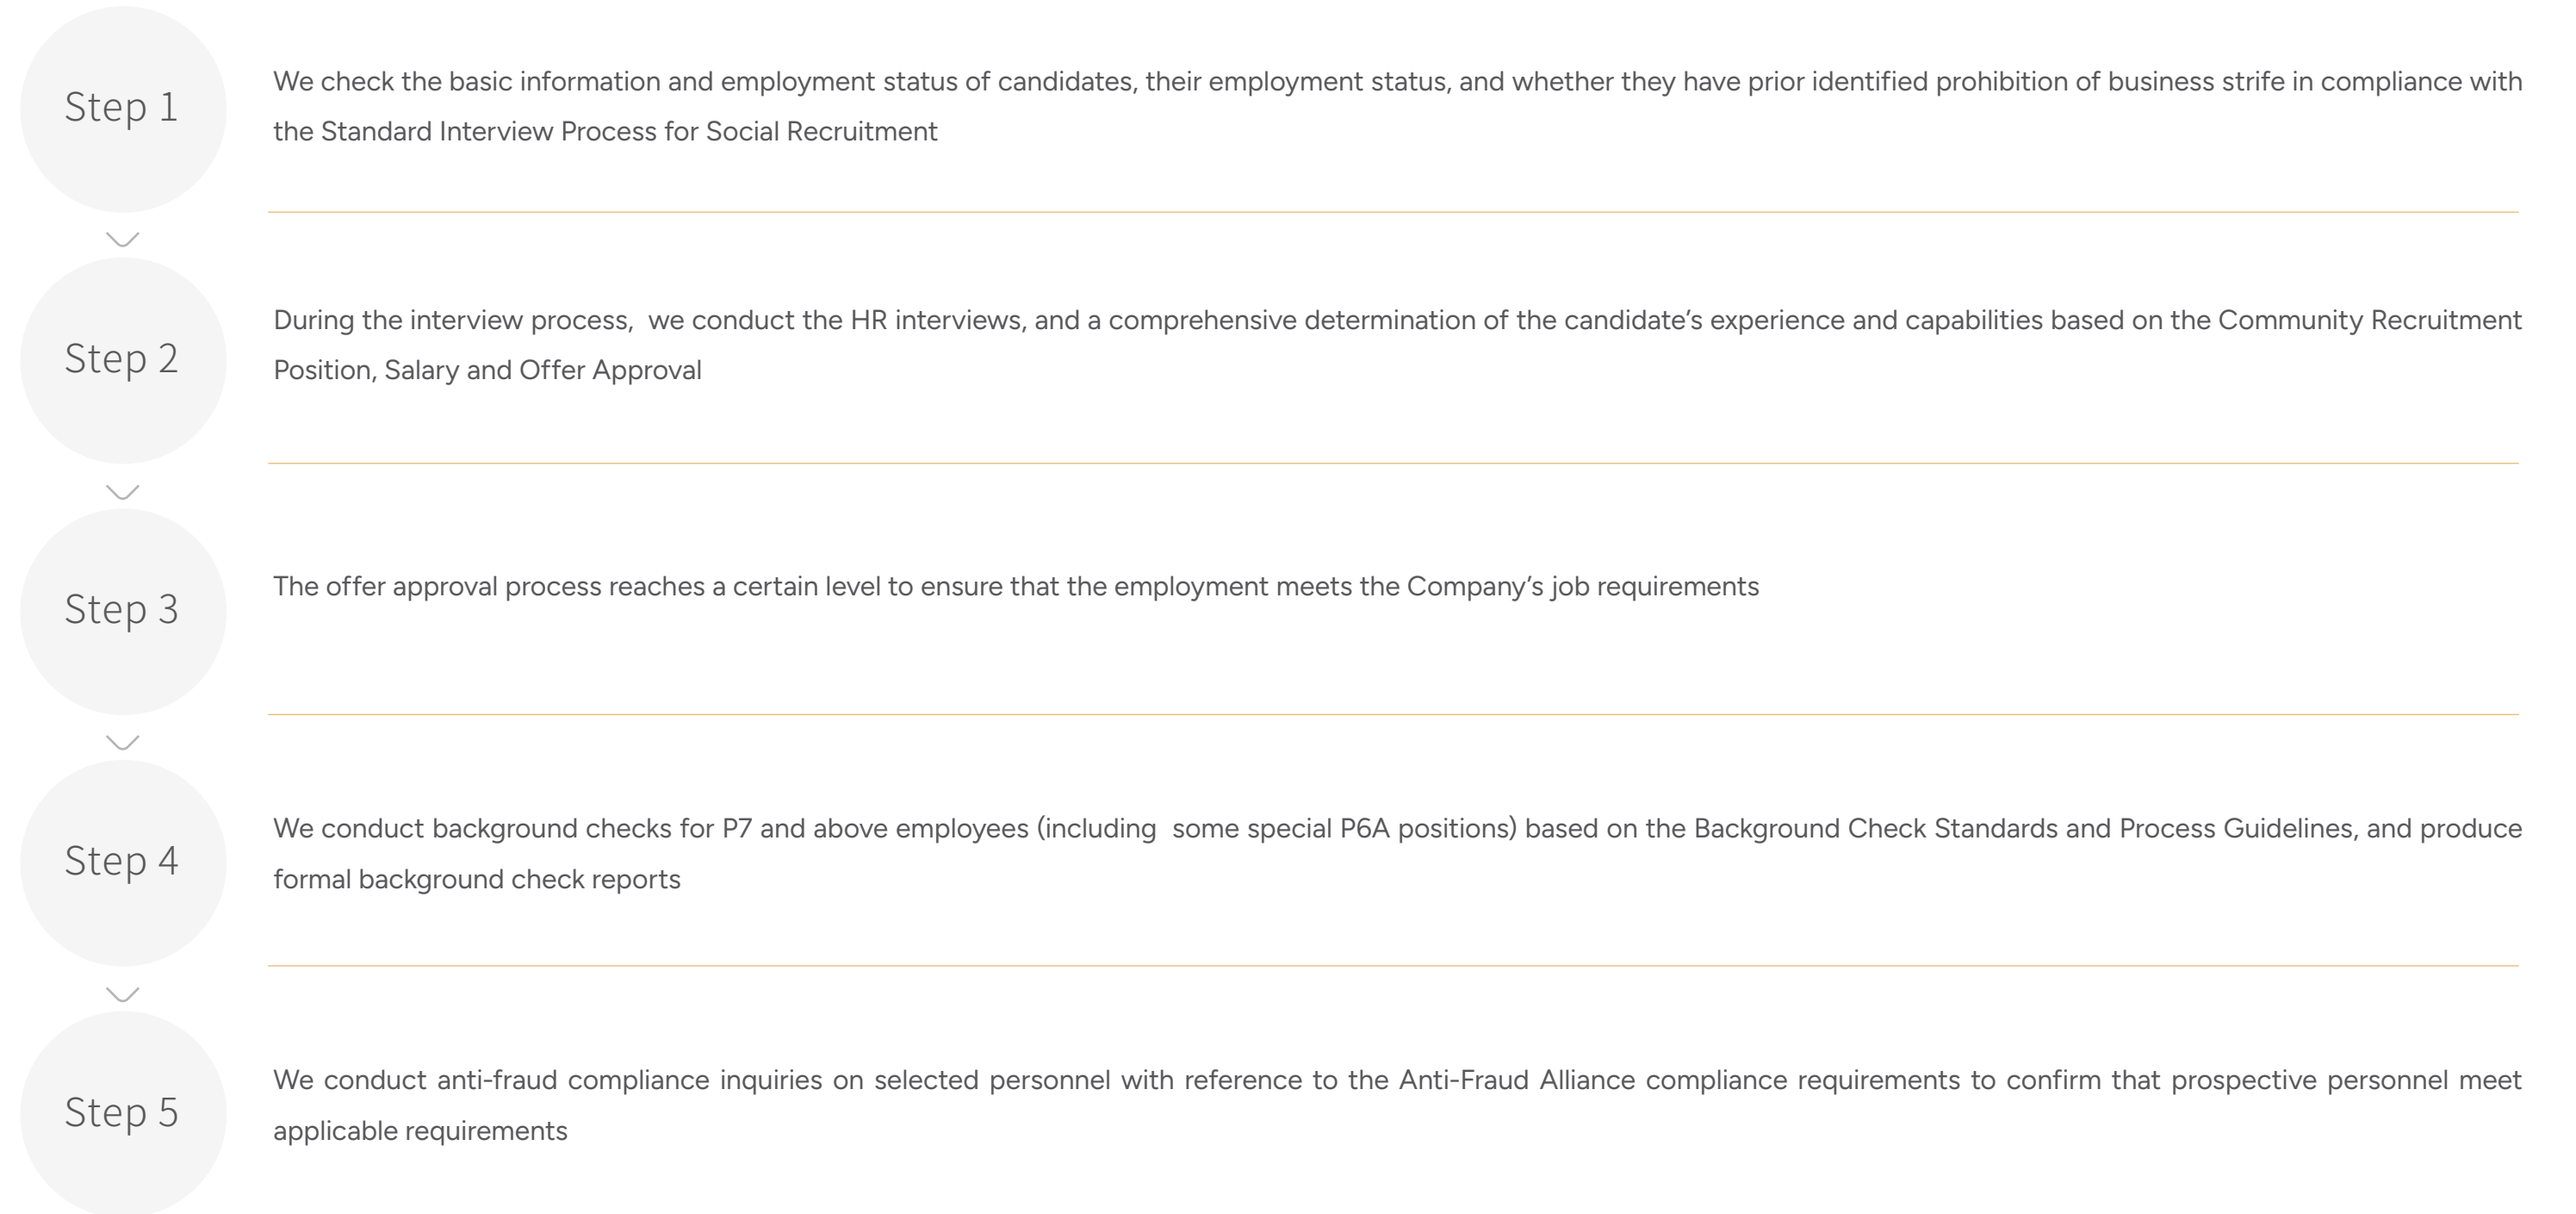 Step 1
We check the basic information and employment status of candidates, their employment status, and whether they have prior identified prohibition of business strife in compliance with
the Standard Interview Process for Social Recruitment
Step 2
During the interview process,  we conduct the HR interviews, and a comprehensive determination of the candidate’s experience and capabilities based on the Community Recruitment
Position, Salary and Offer Approval
Step 3
The offer approval process reaches a certain level to ensure that the employment meets the Company’s job requirements
Step 4
We conduct background checks for P7 and above employees (including  some special P6A positions) based on the Background Check Standards and Process Guidelines, and produce
formal background check reports
Step 5
We conduct anti-fraud compliance inquiries on selected personnel with reference to the Anti-Fraud Alliance compliance requirements to confirm that prospective personnel meet
applicable requirements